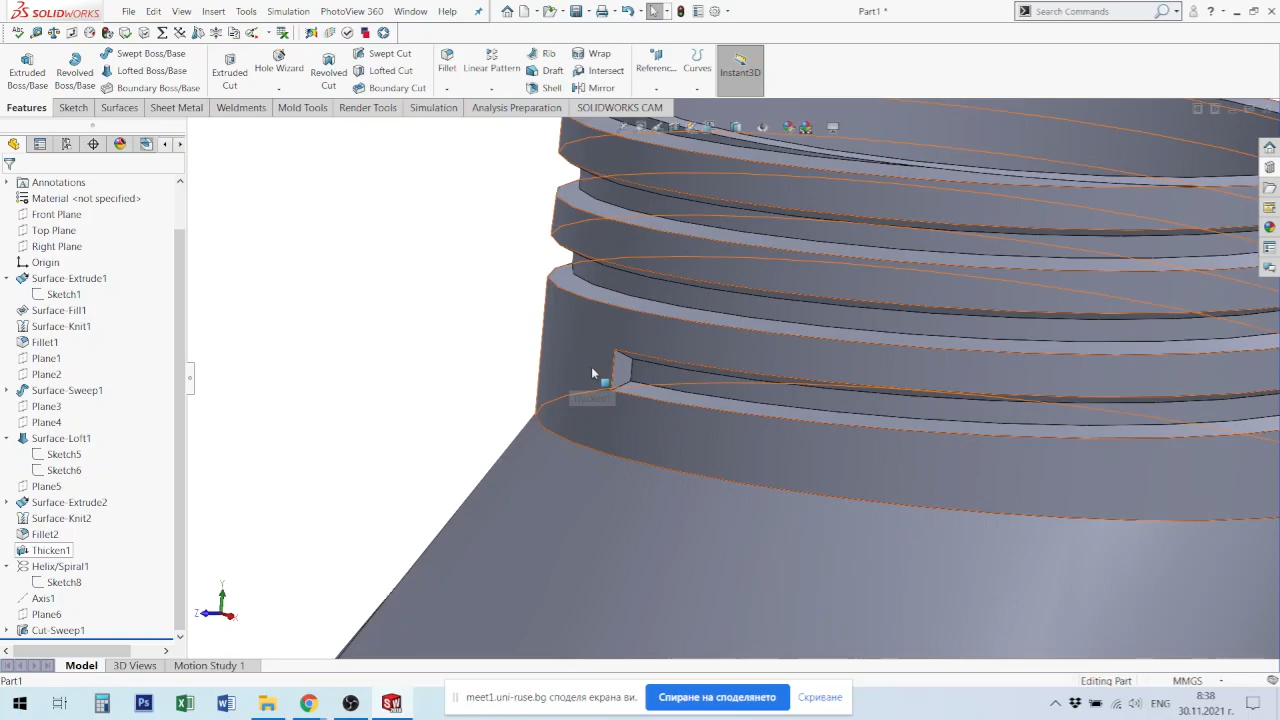 SOLIDWORKS File Edit View Insert Tools Simulation PhotoView 360 Window Help Part1 * Search Commands
Extruded Boss/Base
Revolved Boss/Base
Swept Boss/Base
Lofted Boss/Base
Boundary Boss/Base
Extruded Cut
Hole Wizard
Revolved Cut
Swept Cut
Lofted Cut
Boundary Cut
Fillet
Linear Pattern
Rib
Draft
Shell
Wrap
Intersect
Mirror
Referenc...
Curves
Instant3D
Features Sketch Surfaces Sheet Metal Weldments Mold Tools Render Tools Simulation Analysis Preparation SOLIDWORKS CAM
Annotations
Material <not specified>
Front Plane
Top Plane
Right Plane
Origin
Surface-Extrude1
Sketch1
Surface-Fill1
Surface-Knit1
Fillet1
Plane1
Plane2
Surface-Sweep1
Plane3
Plane4
Surface-Loft1
Sketch5
Sketch6
Plane5
Surface-Extrude2
Surface-Knit2
Fillet2
Thicken1
Helix/Spiral1
Sketch8
Axis1
Plane6
Cut-Sweep1
Thicken1
Y
Z
X
Model 3D Views Motion Study 1
Part1 Editing Part MMGS
meet1.uni-ruse.bg споделя екрана ви. Спиране на споделянето Скриване
ENG
8:38
30.11.2021 г.